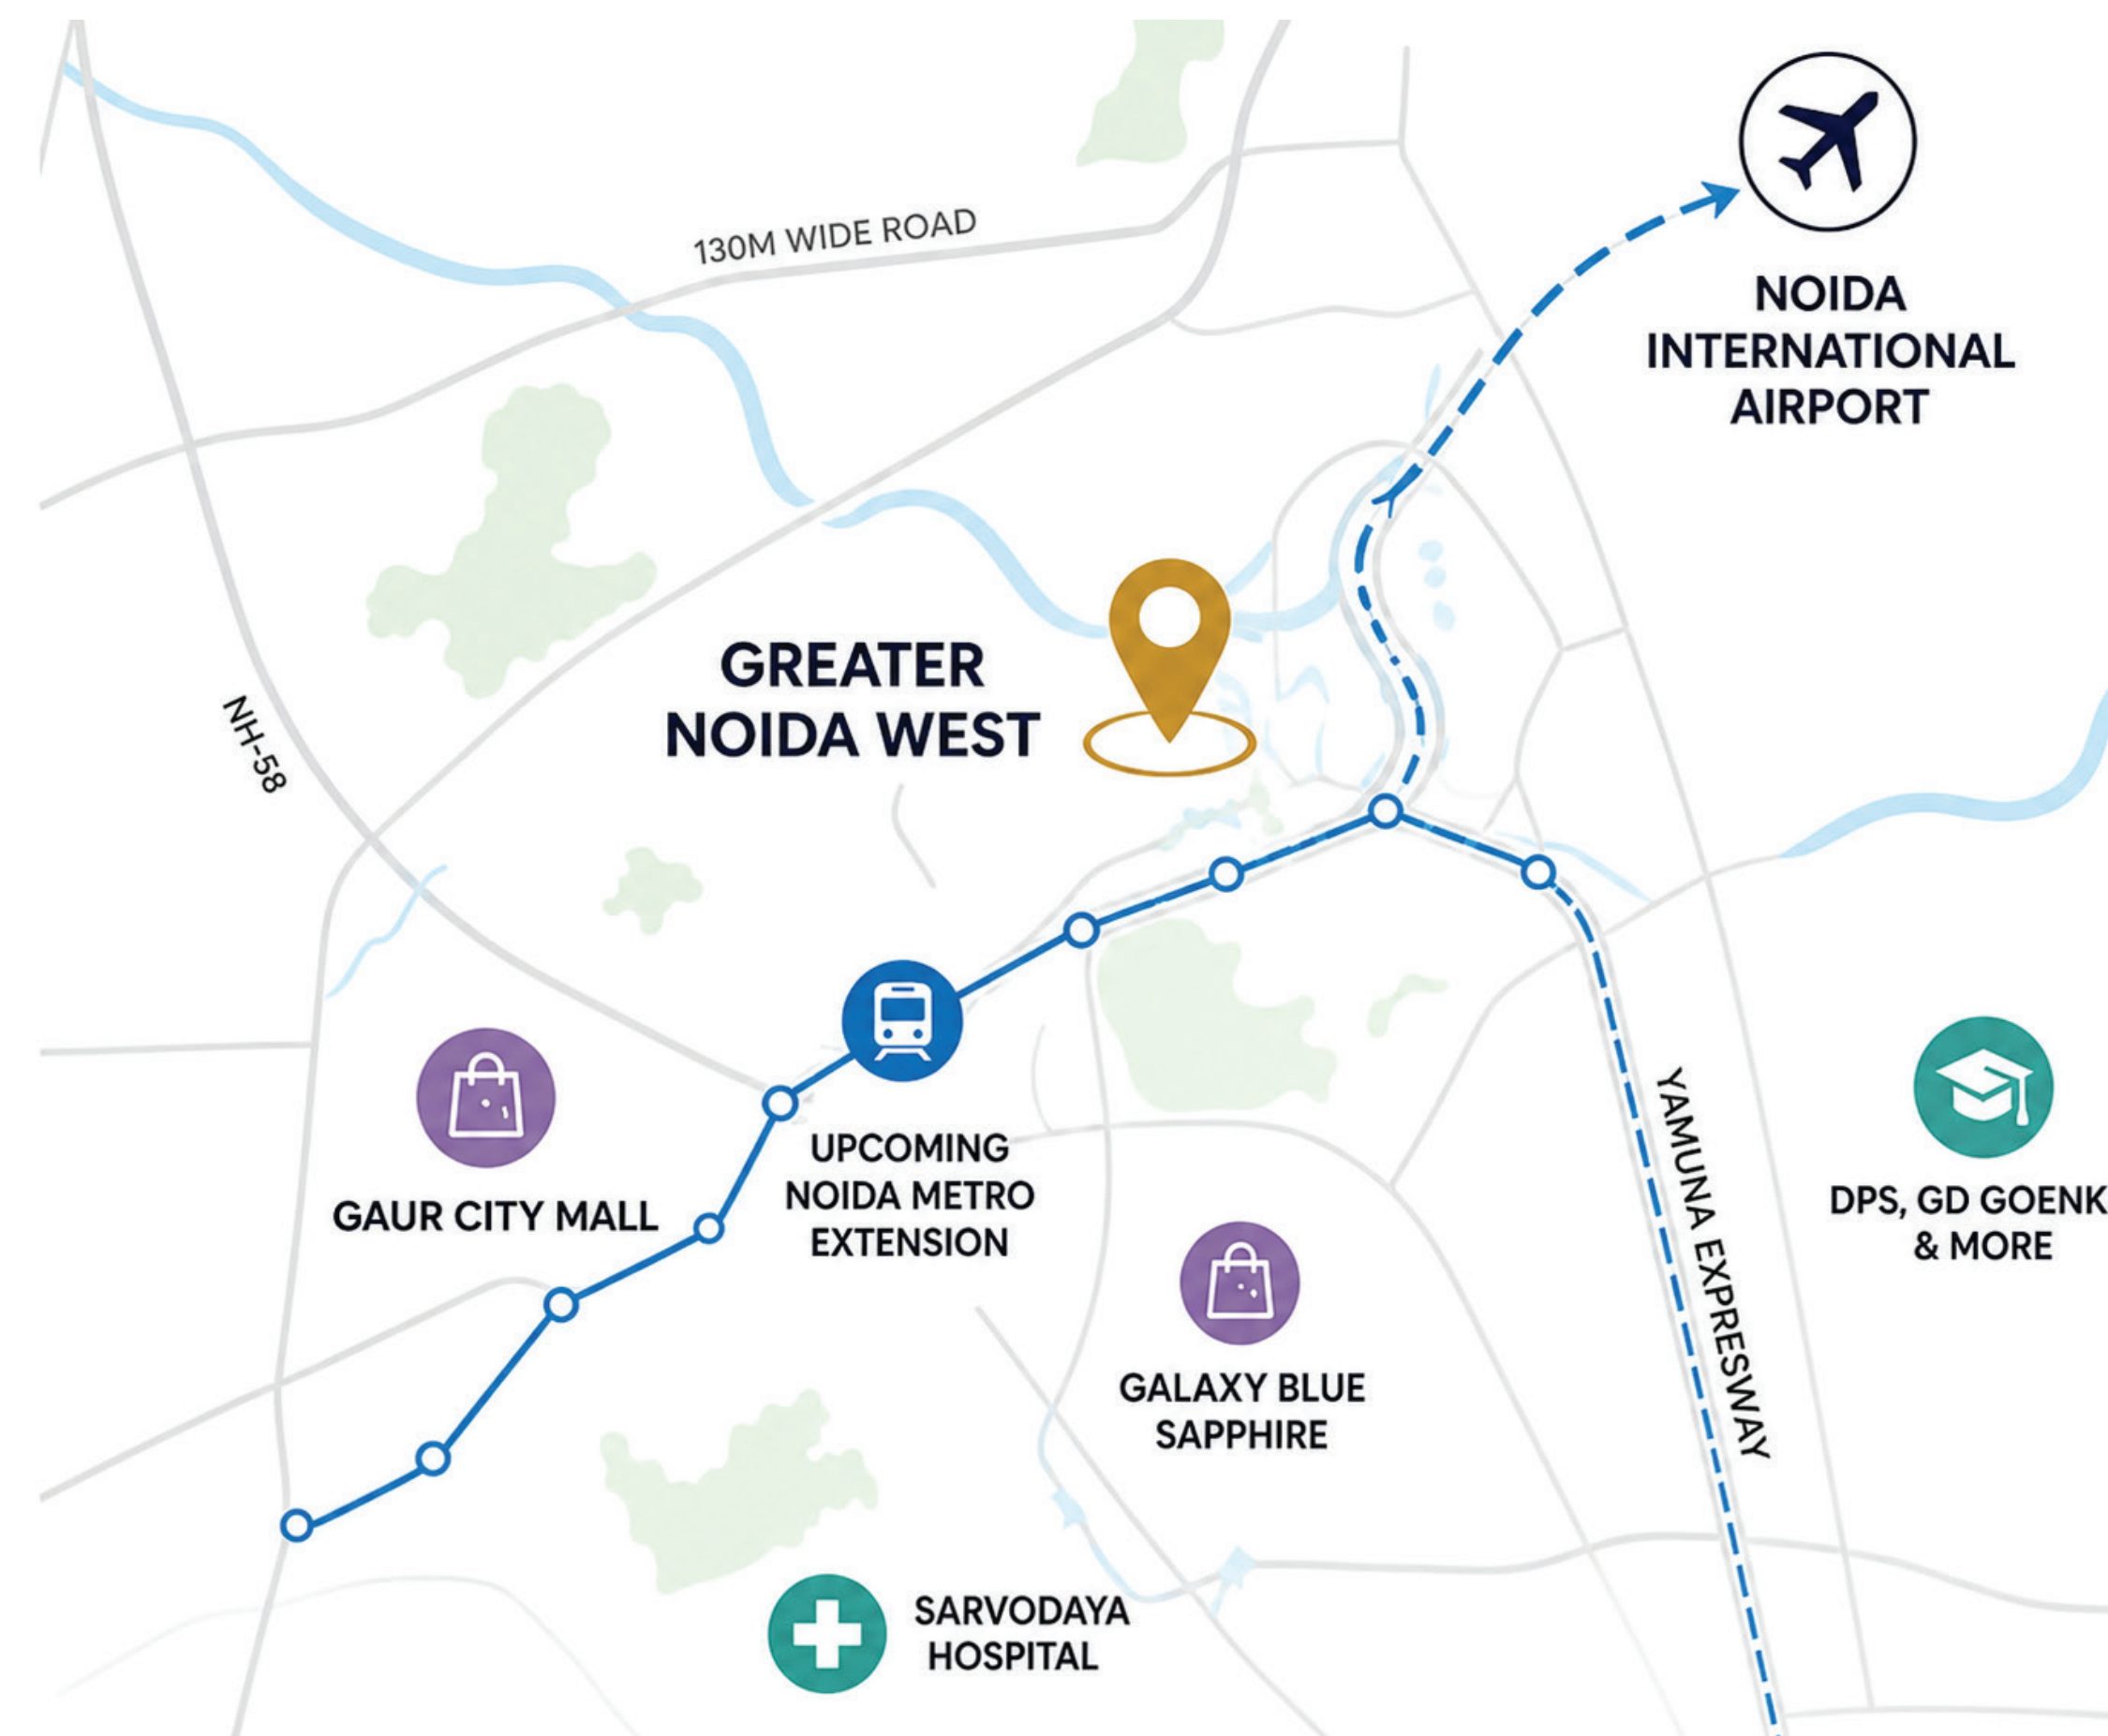 130M WIDE ROAD
NOIDA
INTERNATIONAL
AIRPORT
GREATER
NOIDA WEST
NH-58
GAUR CITY MALL
UPCOMING
NOIDA METRO
EXTENSION
YAMUNA EXPRESWAY
DPS, GD GOENK
& MORE
GALAXY BLUE
SAPPHIRE
SARVODAYA
HOSPITAL